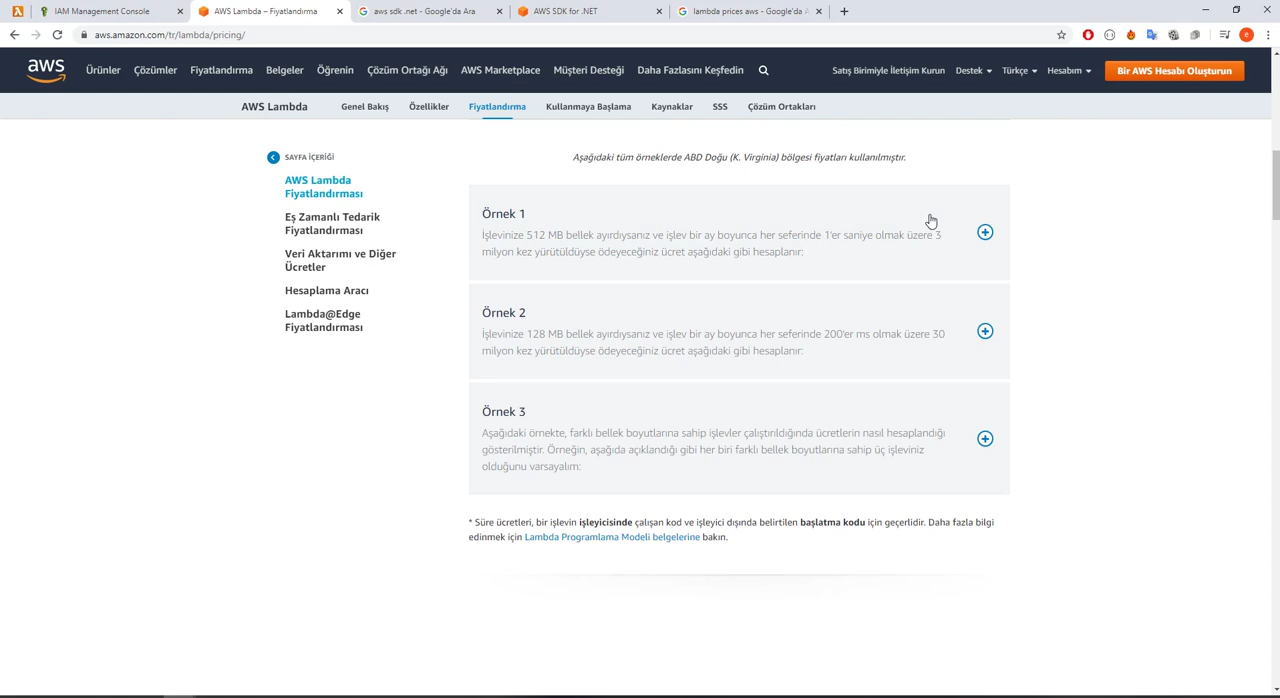 IAM Management Console
AWS Lambda – Fiyatlandırma
aws sdk .net - Google'da Ara
AWS SDK for .NET
lambda prices aws - Google'da A
aws.amazon.com/tr/lambda/pricing/
aws
Ürünler
Çözümler
Fiyatlandırma
Belgeler
Öğrenin
Çözüm Ortağı Ağı
AWS Marketplace
Müşteri Desteği
Daha Fazlasını Keşfedin
Satış Birimiyle İletişim Kurun
Destek
Türkçe
Hesabım
Bir AWS Hesabı Oluşturun
AWS Lambda
Genel Bakış
Özellikler
Fiyatlandırma
Kullanmaya Başlama
Kaynaklar
SSS
Çözüm Ortakları
SAYFA İÇERİĞİ
AWS Lambda
Fiyatlandırması
Eş Zamanlı Tedarik
Fiyatlandırması
Veri Aktarımı ve Diğer
Ücretler
Hesaplama Aracı
Lambda@Edge
Fiyatlandırması
Aşağıdaki tüm örneklerde ABD Doğu (K. Virginia) bölgesi fiyatları kullanılmıştır.
Örnek 1
İşlevinize 512 MB bellek ayırdıysanız ve işlev bir ay boyunca her seferinde 1'er saniye olmak üzere 3
milyon kez yürütüldüyse ödeyeceğiniz ücret aşağıdaki gibi hesaplanır:
Örnek 2
İşlevinize 128 MB bellek ayırdıysanız ve işlev bir ay boyunca her seferinde 200'er ms olmak üzere 30
milyon kez yürütüldüyse ödeyeceğiniz ücret aşağıdaki gibi hesaplanır:
Örnek 3
Aşağıdaki örnekte, farklı bellek boyutlarına sahip işlevler çalıştırıldığında ücretlerin nasıl hesaplandığı
gösterilmiştir. Örneğin, aşağıda açıklandığı gibi her biri farklı bellek boyutlarına sahip üç işleviniz
olduğunu varsayalım:
* Süre ücretleri, bir işlevin işleyicisinde çalışan kod ve işleyici dışında belirtilen başlatma kodu için geçerlidir. Daha fazla bilgi
edinmek için Lambda Programlama Modeli belgelerine bakın.